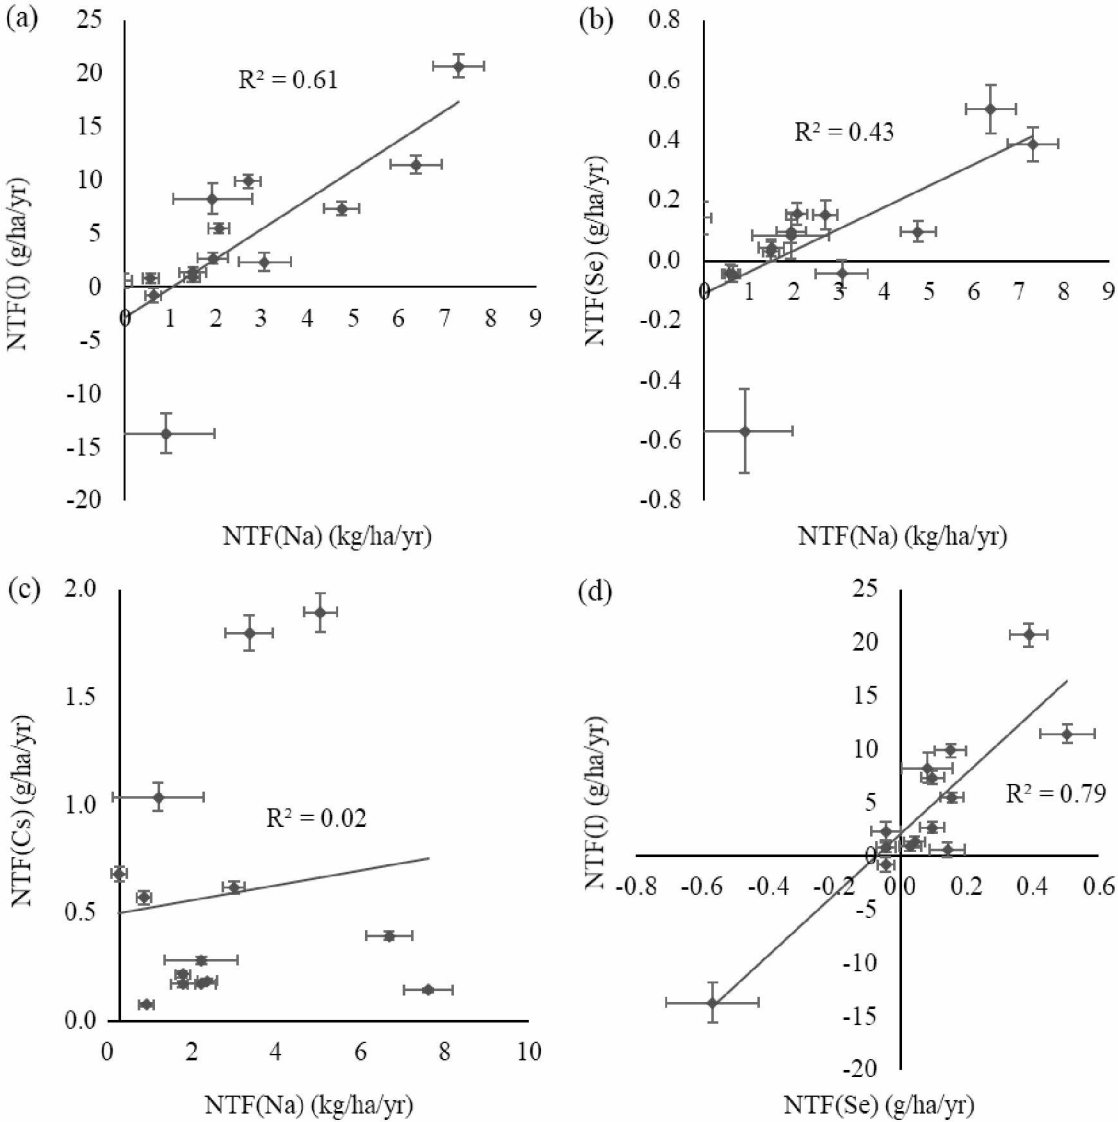 (a)
25
20
15
10
5
0
-5
-10
-15
-20
R² = 0.61
NTF(I) (g/ha/yr)
0 1 2 3 4 5 6 7 8 9
NTF(Na) (kg/ha/yr)
(b)
0.8
0.6
0.4
0.2
0.0
-0.2
-0.4
-0.6
-0.8
R² = 0.43
NTF(Se) (g/ha/yr)
0 1 2 3 4 5 6 7 8 9
NTF(Na) (kg/ha/yr)
(c)
2.0
1.5
1.0
0.5
0.0
R² = 0.02
NTF(Cs) (g/ha/yr)
0 2 4 6 8 10
NTF(Na) (kg/ha/yr)
(d)
25
20
15
10
5
0
-5
-10
-15
-20
R² = 0.79
NTF(I) (g/ha/yr)
-0.8 -0.6 -0.4 -0.2 0.0 0.2 0.4 0.6
NTF(Se) (g/ha/yr)